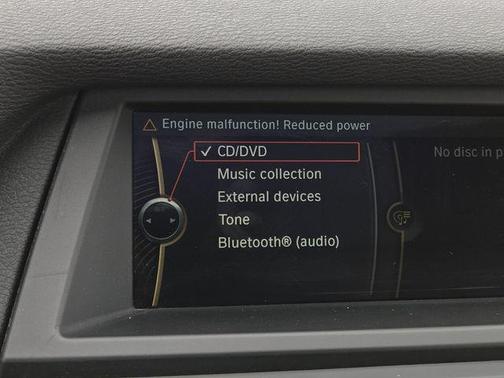 Engine malfunction! Reduced power
✓ CD/DVD
No disc in
Music collection
External devices
Tone
Bluetooth® (audio)